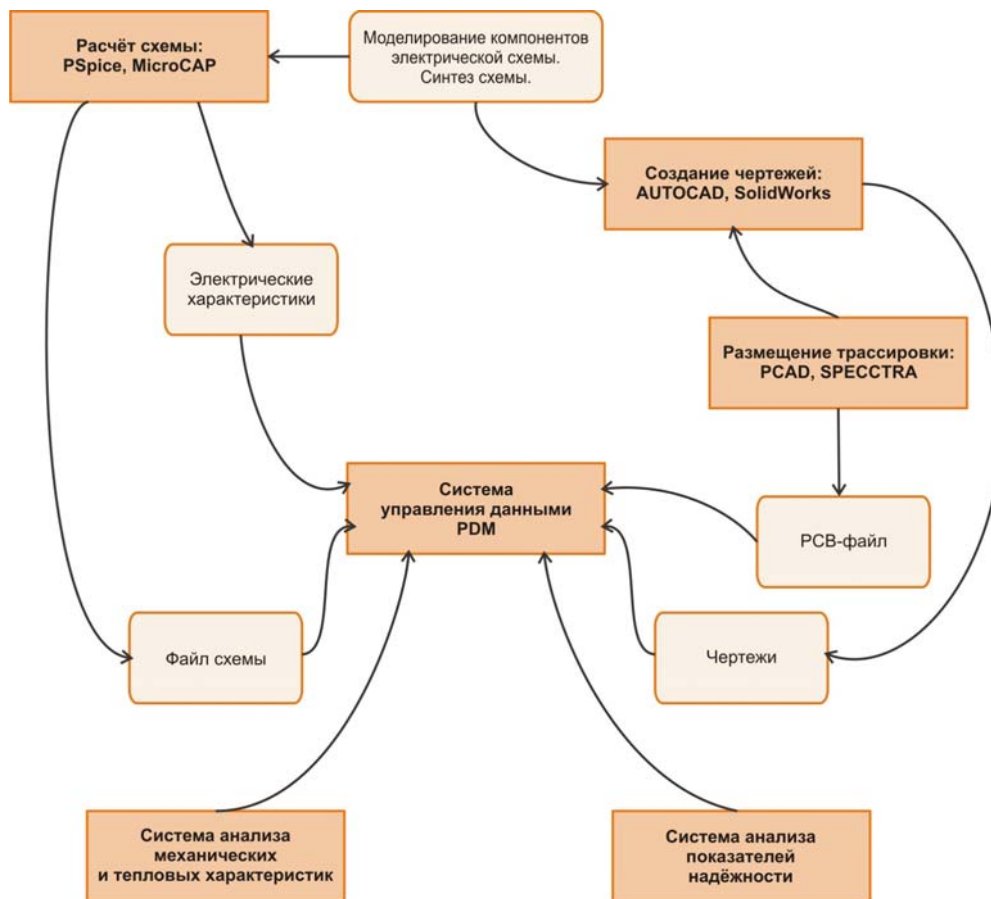 Расчёт схемы:
PSpice, MicroCAP
Моделирование компонентов
электрической схемы.
Синтез схемы.
Создание чертежей:
AUTOCAD, SolidWorks
Электрические
характеристики
Размещение трассировки:
PCAD, SPECCTRA
Система
управления данными
PDM
PCB-файл
Файл схемы
Чертежи
Система анализа
механических
и тепловых характеристик
Система анализа
показателей
надёжности